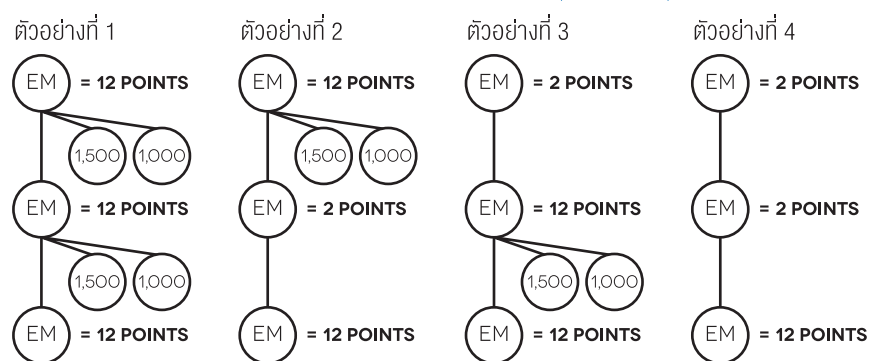 ตัวอย่างที่ 1
EM = 12 POINTS
1,500 1,000
EM = 12 POINTS
1,500 1,000
EM = 12 POINTS
ตัวอย่างที่ 2
EM = 12 POINTS
1,500 1,000
EM = 2 POINTS
EM = 12 POINTS
ตัวอย่างที่ 3
EM = 2 POINTS
EM = 12 POINTS
1,500 1,000
EM = 12 POINTS
ตัวอย่างที่ 4
EM = 2 POINTS
EM = 2 POINTS
EM = 12 POINTS